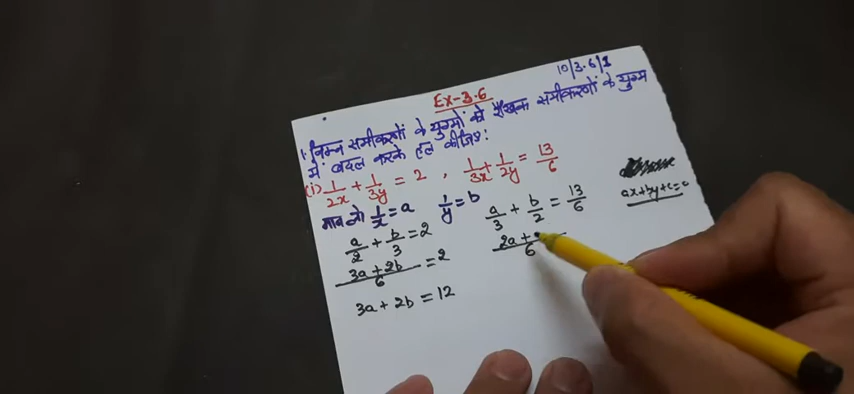 10/3.6/1
Ex-3.6
1. निम्न समीकरणों के युग्मों को रैखिक समीकरणों के युग्म
में बदल करके हल कीजिए:
(i) 1/2x + 1/3y = 2 , 1/3x + 1/2y = 13/6
मान लो 1/x = a 1/y = b
a/2 + b/3 = 2
3a + 2b/6 = 2
3a + 2b = 12
a/3 + b/2 = 13/6
2a + /6
ax+by+c=0